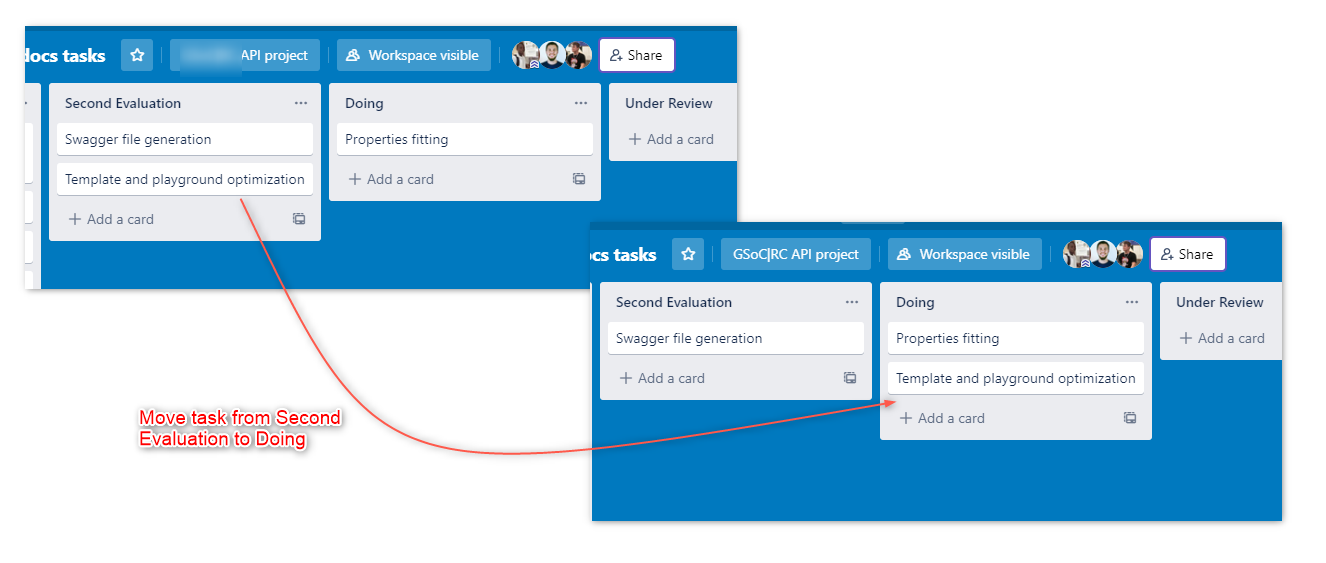 docs tasks
API project
Workspace visible
Share
Second Evaluation
Swagger file generation
Template and playground optimization
Add a card
Doing
Properties fitting
Add a card
Under Review
Add a card
Move task from Second
Evaluation to Doing
ocs tasks
GSoC|RC API project
Workspace visible
Share
Second Evaluation
Swagger file generation
Add a card
Doing
Properties fitting
Template and playground optimization
Add a card
Under Review
Add a card